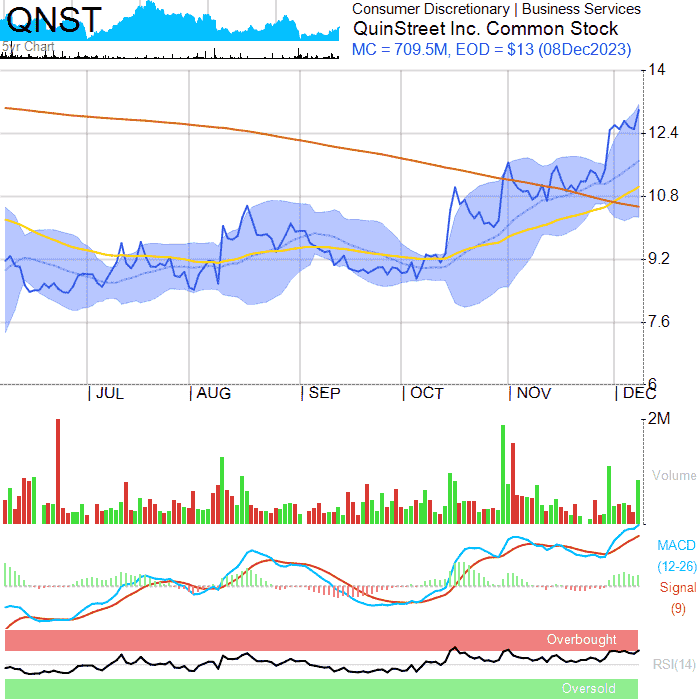 QNST
5yr Chart
Consumer Discretionary | Business Services
QuinStreet Inc. Common Stock
MC = 709.5M, EOD = $13 (08Dec2023)
14
12.4
10.8
9.2
7.6
6
| JUL | AUG | SEP | OCT | NOV | DEC
2M
Volume
MACD
(12-26)
Signal
(9)
Overbought
RSI(14)
Oversold